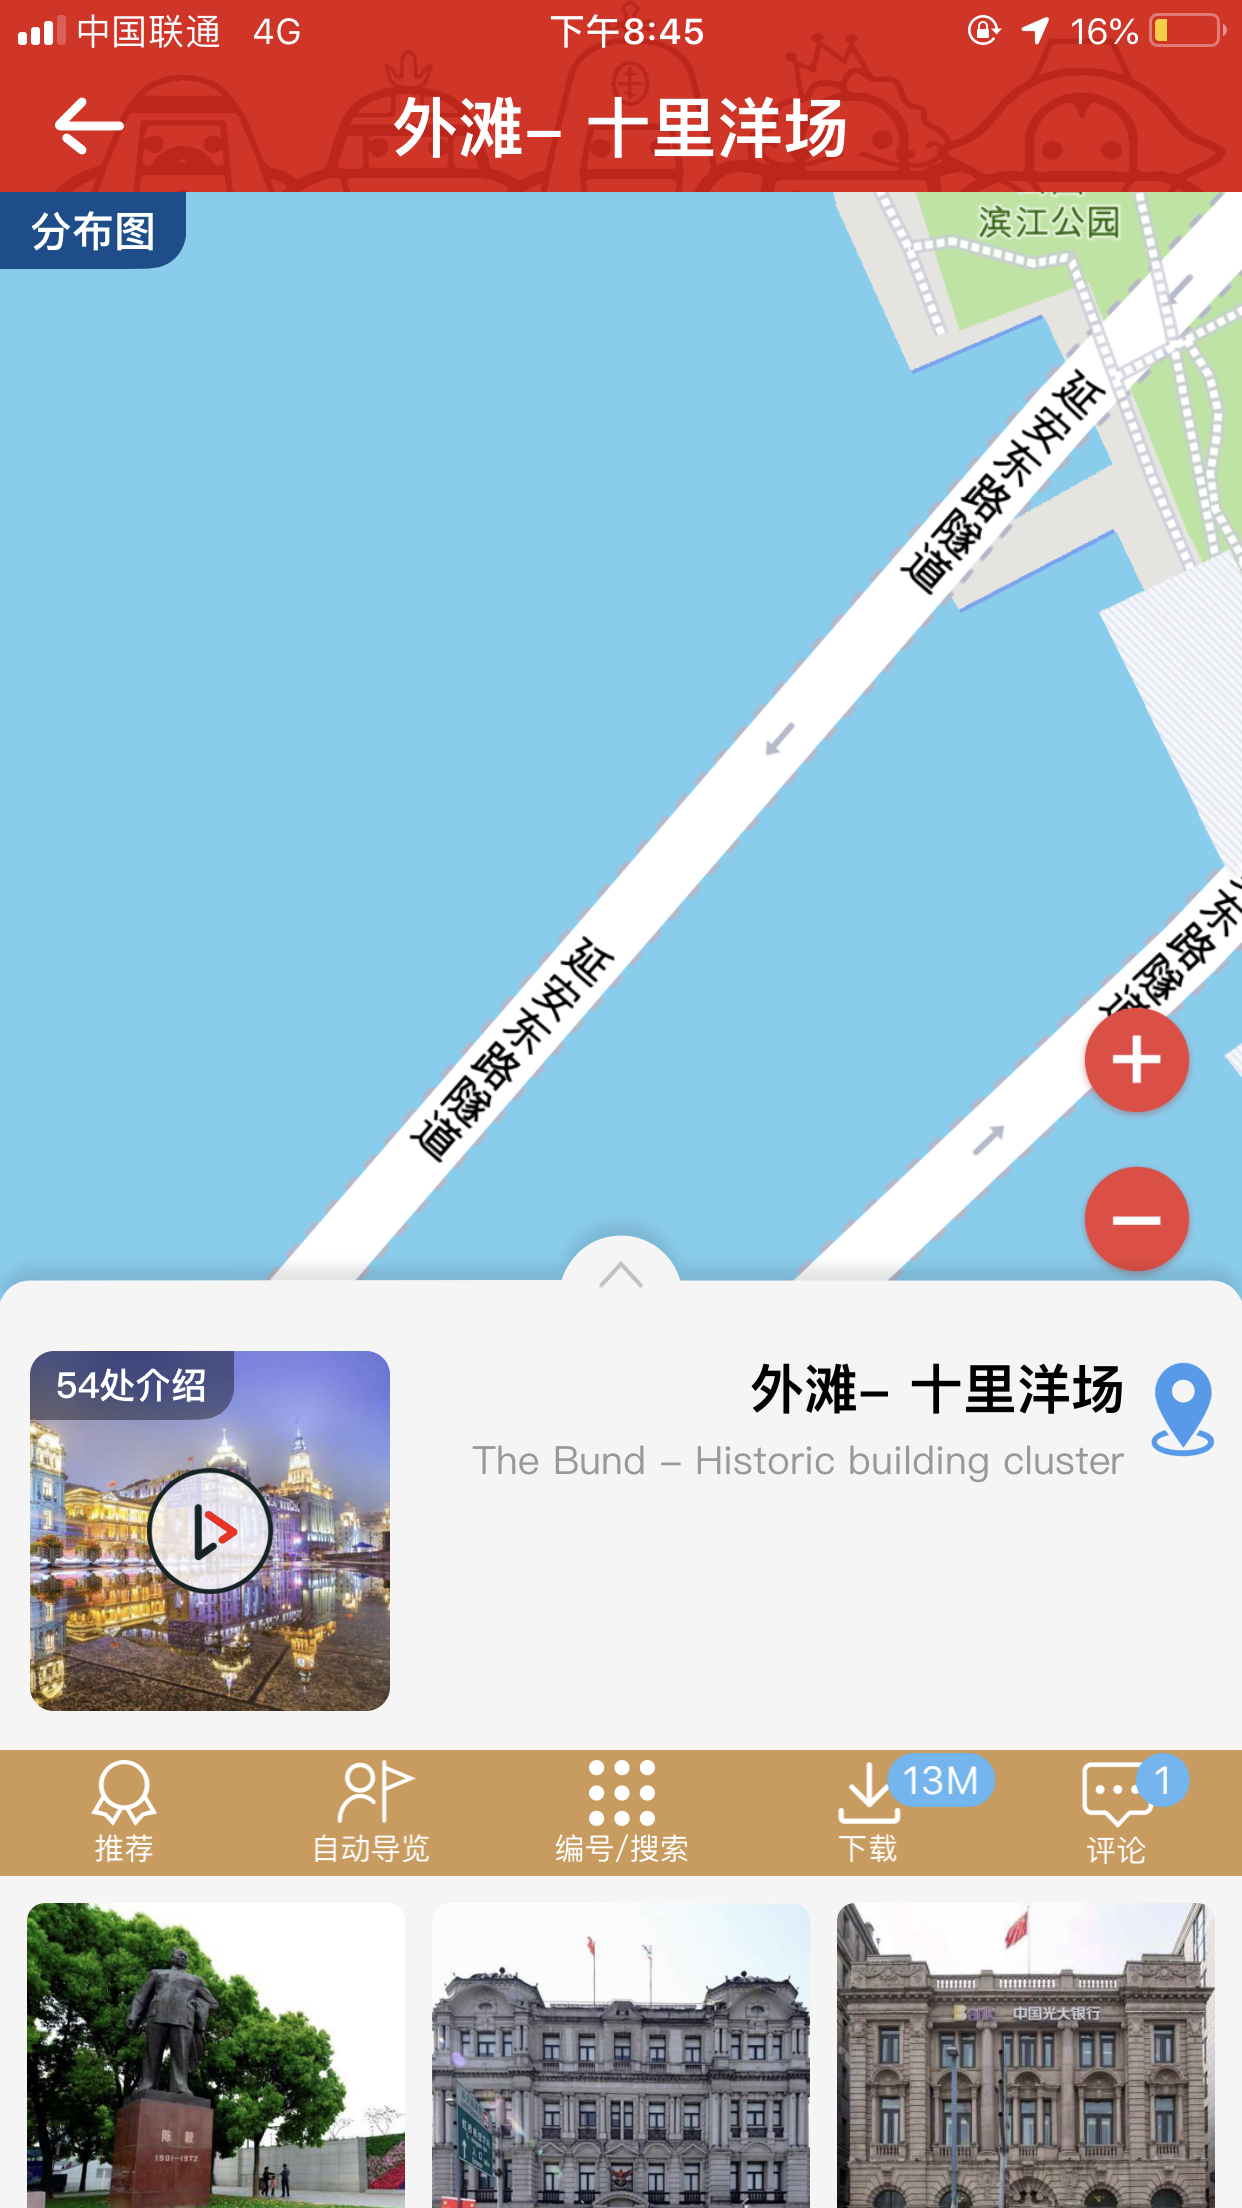 中国联通 4G 下午8:45 16%
外滩– 十里洋场
分布图
滨江公园
延安东路隧道
东路隧道
延安东路隧道
54处介绍
外滩– 十里洋场
The Bund – Historic building cluster
13M
1
推荐
自动导览
编号/搜索
下载
评论
Bank 中国光大银行
陈毅
1901—1972